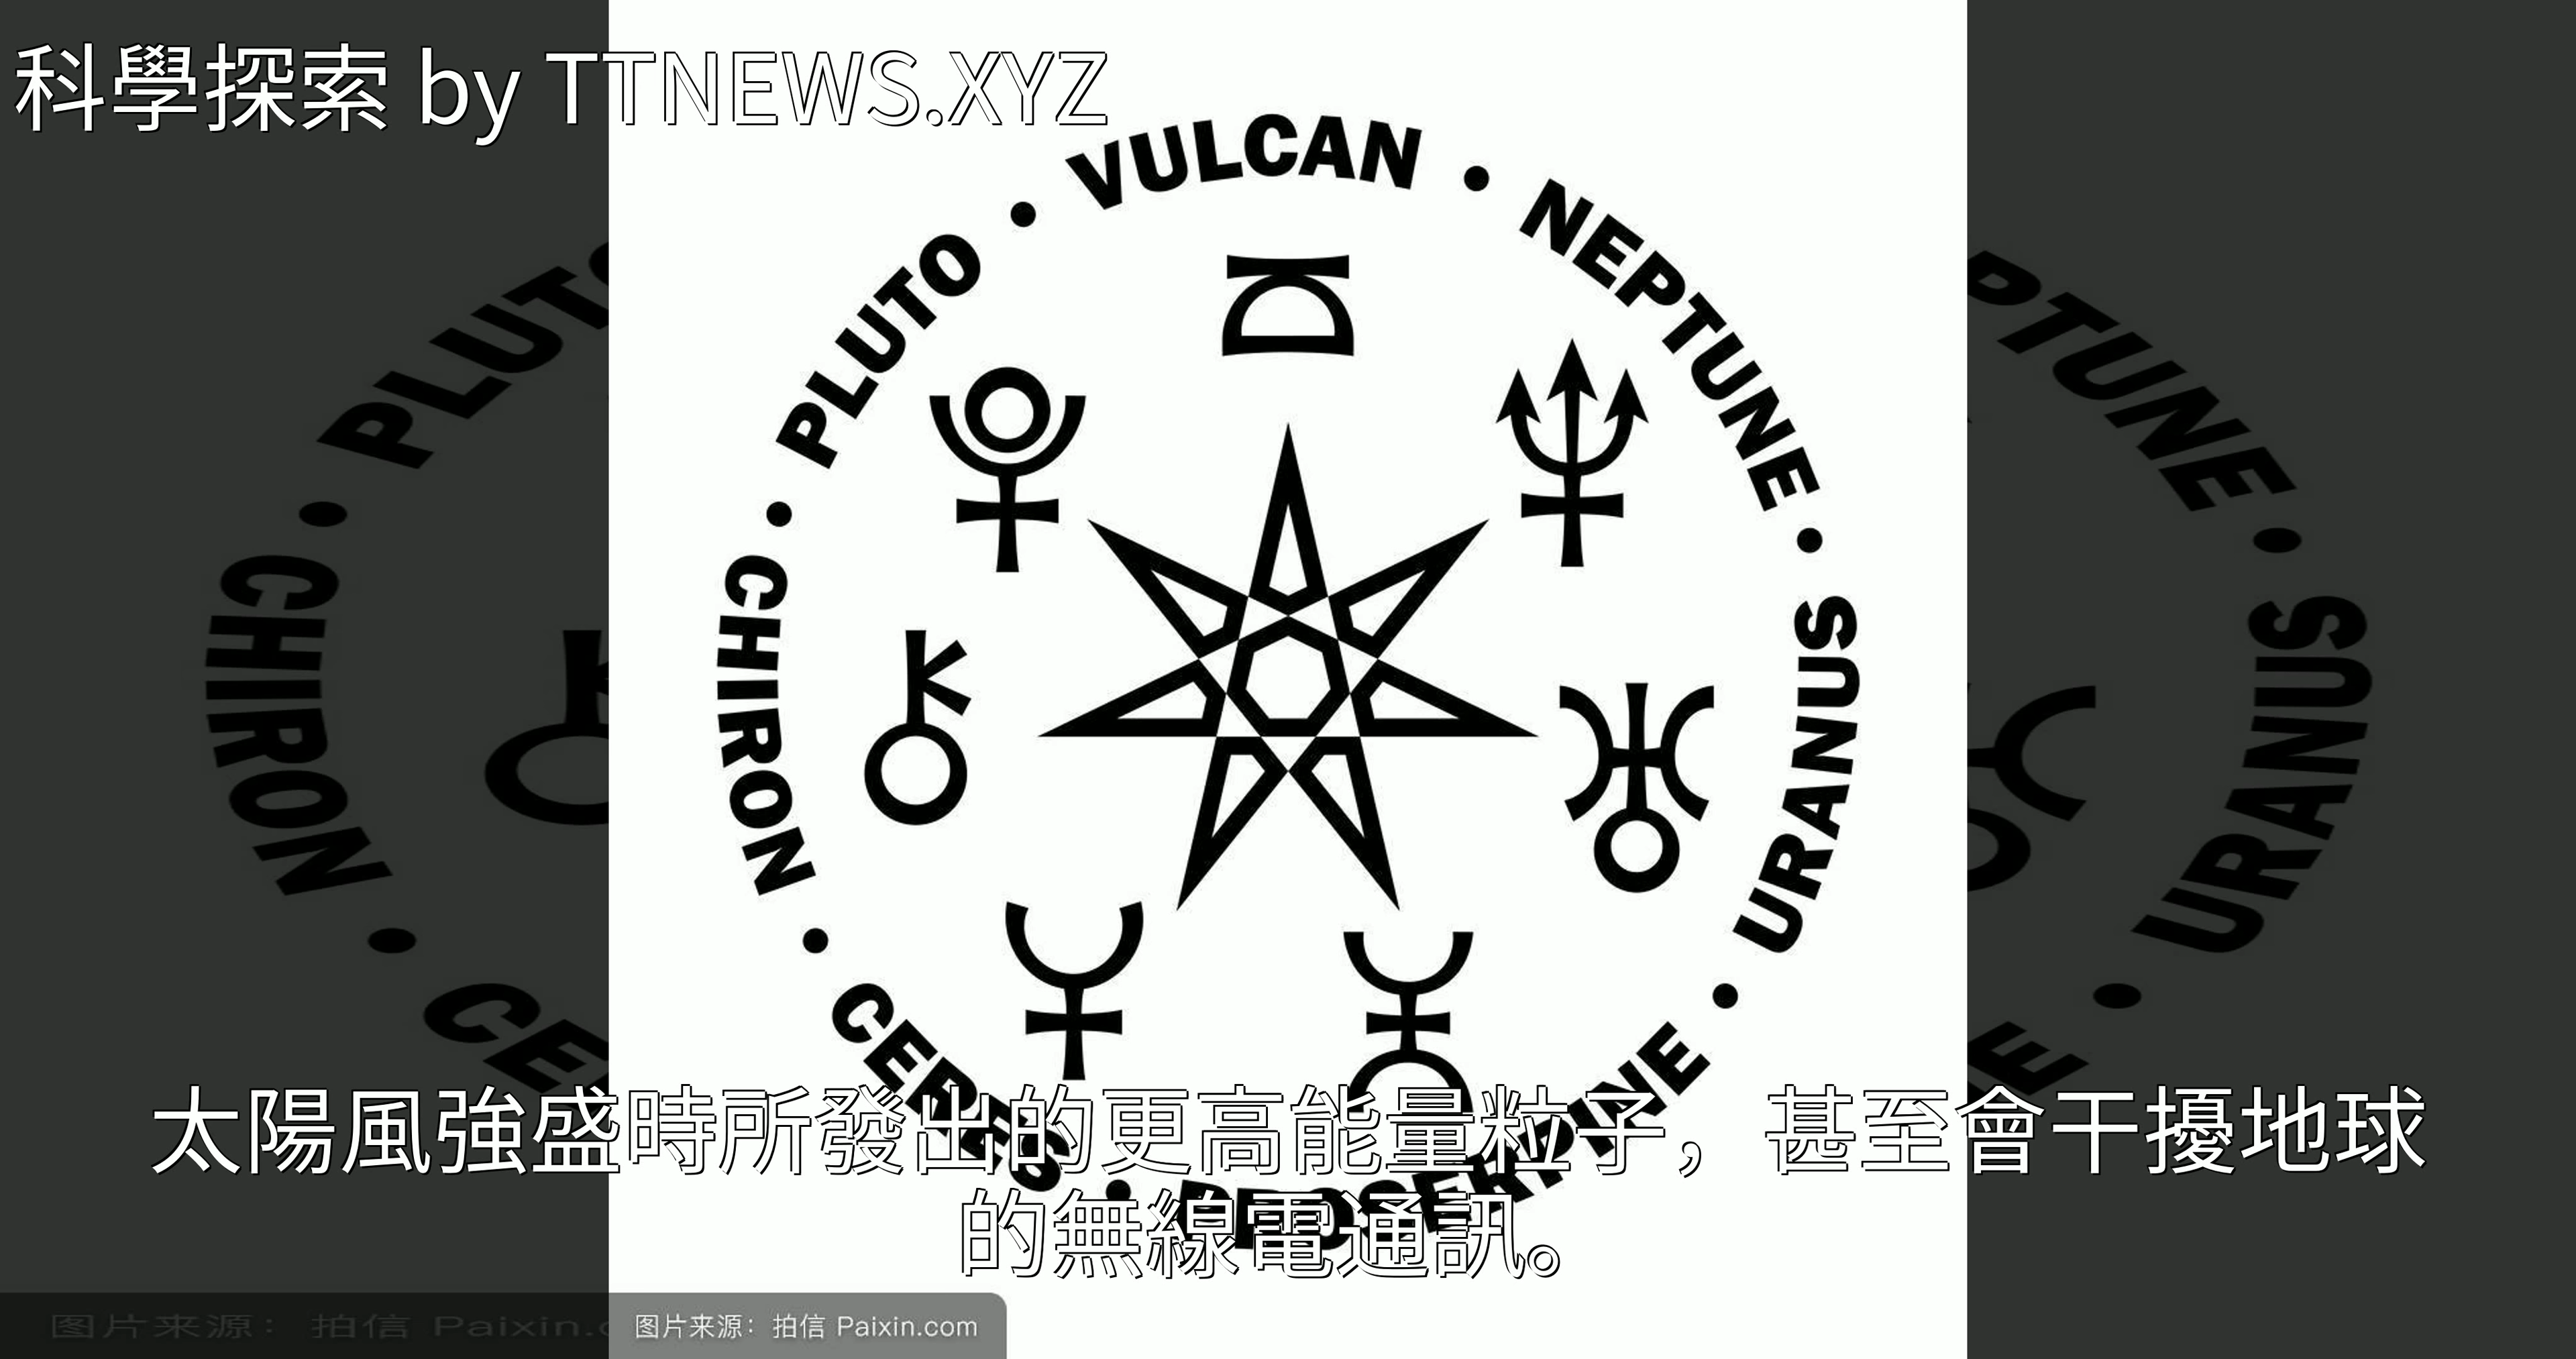 科學探索 by TTNEWS.XYZ
VULCAN • NEPTUNE • URANUS • PROSERPINE • CERES • CHIRON • PLUTO •
太陽風強盛時所發出的更高能量粒子，甚至會干擾地球
的無線電通訊。
图片来源：拍信 Paixin.com